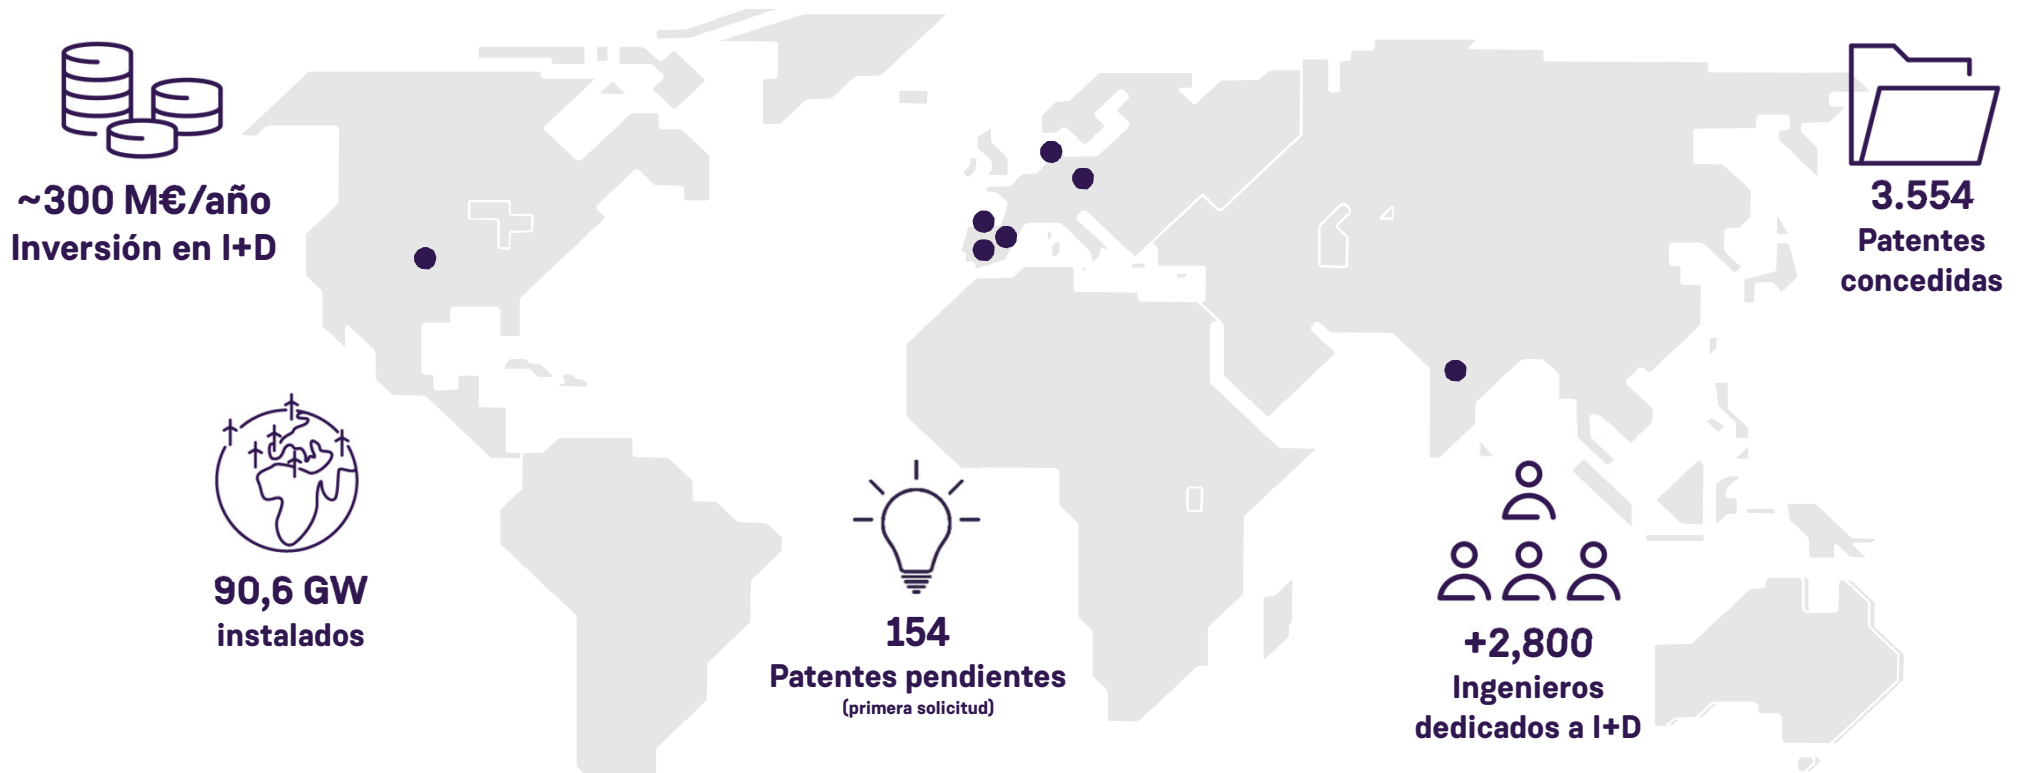 ~300 M€/año
Inversión en I+D
3.554
Patentes
concedidas
90,6 GW
instalados
154
Patentes pendientes
(primera solicitud)
+2,800
Ingenieros
dedicados a I+D